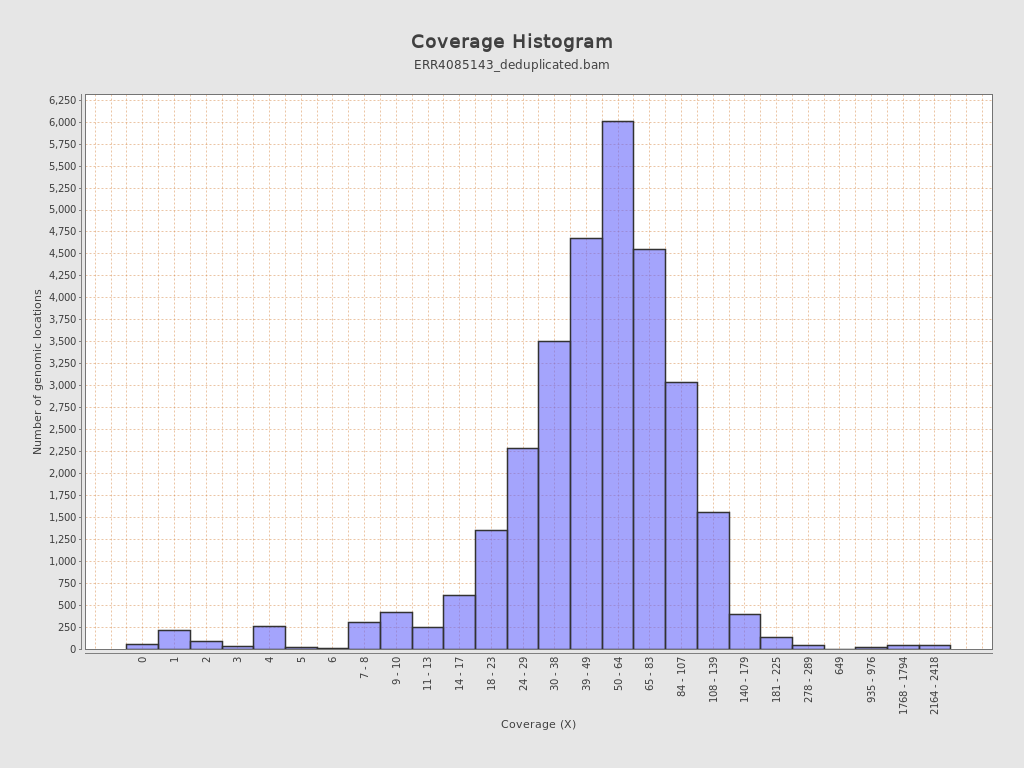 Coverage Histogram
ERR4085143_deduplicated.bam
Number of genomic locations
6,250
6,000
5,750
5,500
5,250
5,000
4,750
4,500
4,250
4,000
3,750
3,500
3,250
3,000
2,750
2,500
2,250
2,000
1,750
1,500
1,250
1,000
750
500
250
0
0
1
2
3
4
5
6
7 - 8
9 - 10
11 - 13
14 - 17
18 - 23
24 - 29
30 - 38
39 - 49
50 - 64
65 - 83
84 - 107
108 - 139
140 - 179
181 - 225
278 - 289
649
935 - 976
1768 - 1794
2164 - 2418
Coverage (X)